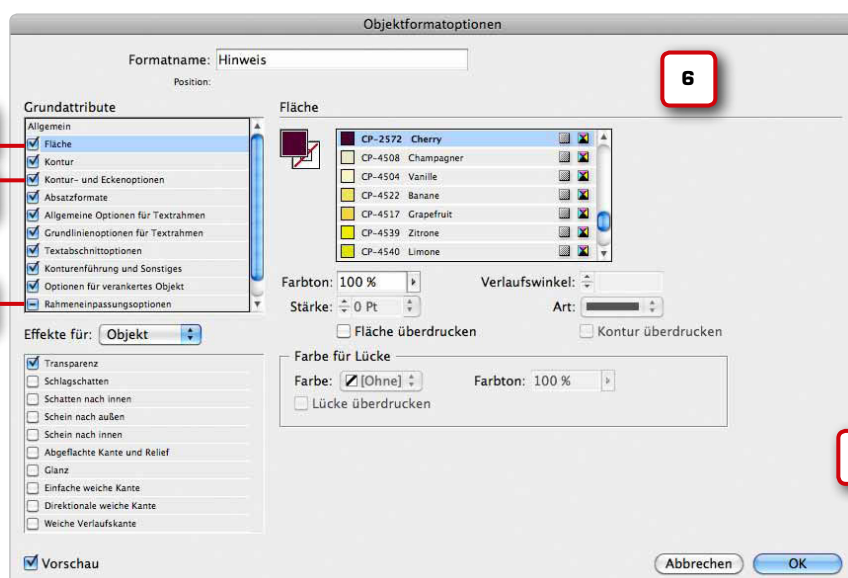 Objektformatoptionen
Formatname: Hinweis
Position:
6
Grundattribute
Allgemein
Fläche
Kontur
Kontur- und Eckenoptionen
Absatzformate
Allgemeine Optionen für Textrahmen
Grundlinienoptionen für Textrahmen
Textabschnittoptionen
Konturenführung und Sonstiges
Optionen für verankertes Objekt
Rahmeneinpassungsoptionen
Effekte für: Objekt
Transparenz
Schlagschatten
Schatten nach innen
Schein nach außen
Schein nach innen
Abgeflachte Kante und Relief
Glanz
Einfache weiche Kante
Direktionale weiche Kante
Weiche Verlaufskante
Vorschau
Fläche
CP-2572 Cherry
CP-4508 Champagner
CP-4504 Vanille
CP-4522 Banane
CP-4517 Grapefruit
CP-4539 Zitrone
CP-4540 Limone
Farbton: 100 % Verlaufswinkel:
Stärke: 0 Pt Art:
Fläche überdrucken Kontur überdrucken
Farbe für Lücke
Farbe: [Ohne] Farbton: 100 %
Lücke überdrucken
Abbrechen OK